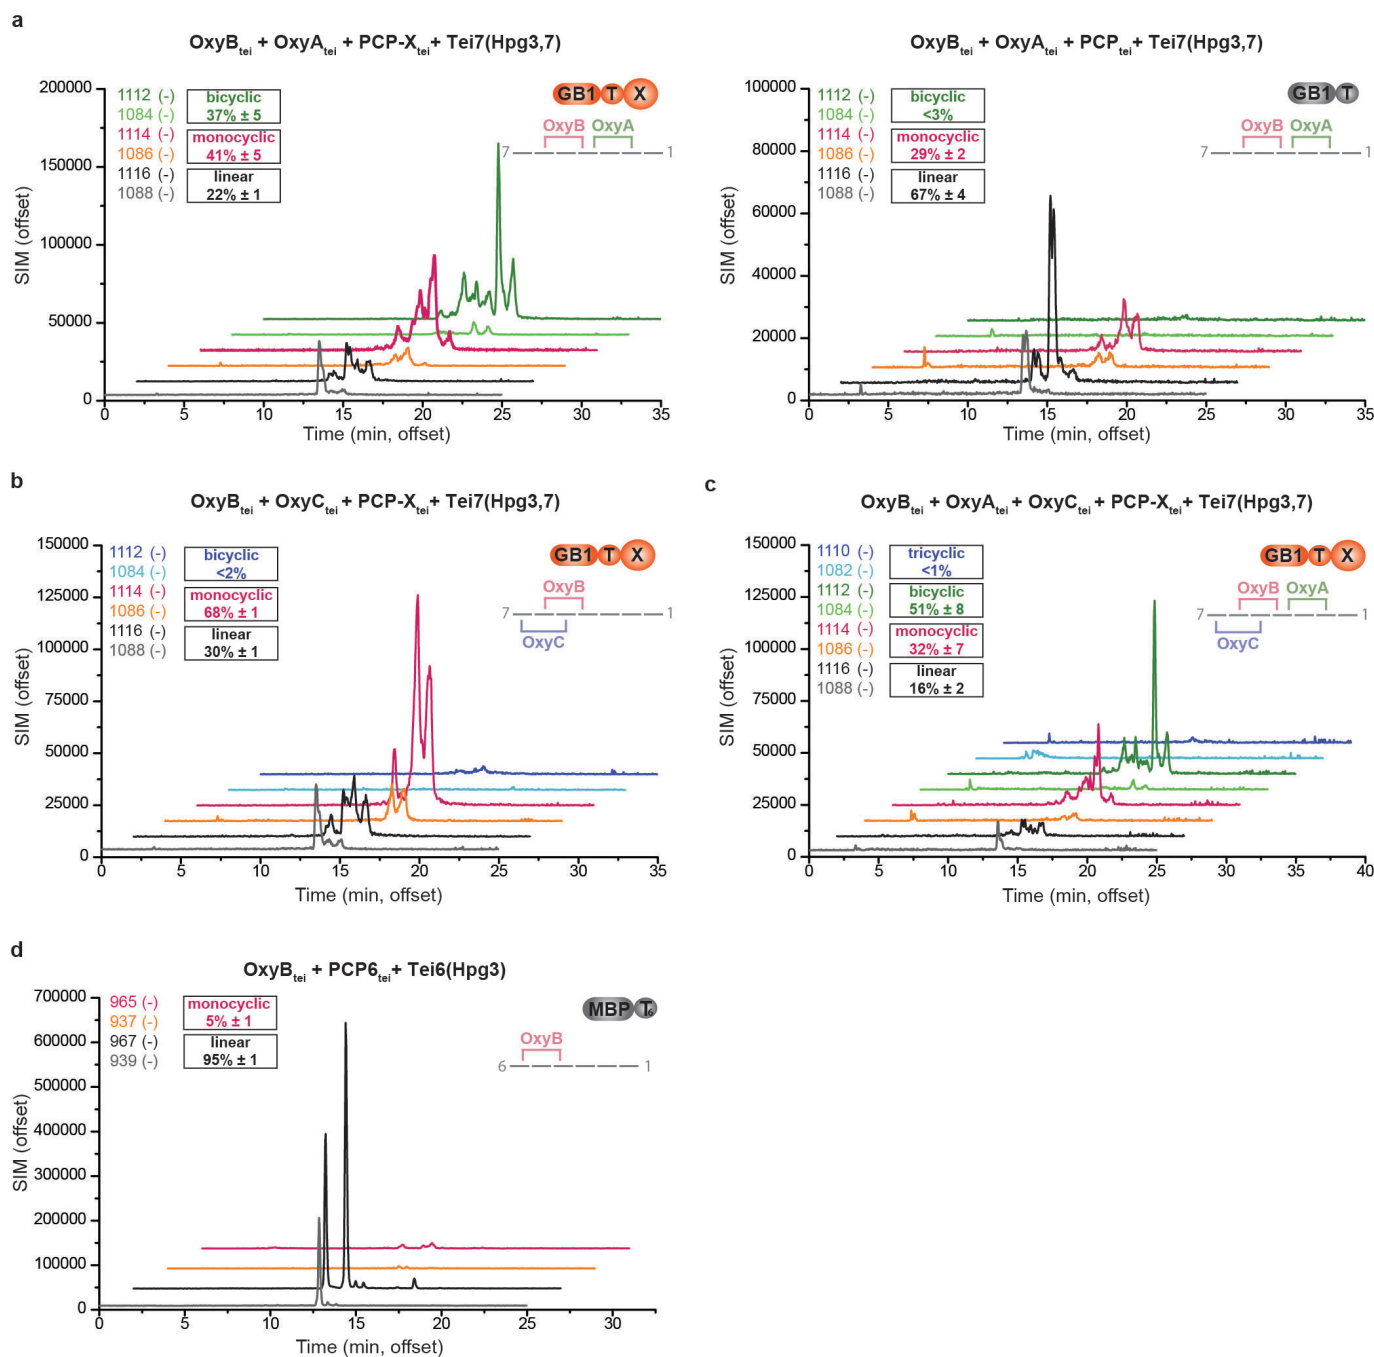 a
OxyBtei + OxyAtei + PCP-Xtei+ Tei7(Hpg3,7)
200000
150000
100000
50000
0
SIM (offset)
1112 (-)
1084 (-)
1114 (-)
1086 (-)
1116 (-)
1088 (-)
bicyclic
37% ± 5
monocyclic
41% ± 5
linear
22% ± 1
GB1 T X
OxyB OxyA
7 1
0 5 10 15 20 25 30 35
Time (min, offset)
OxyBtei + OxyAtei + PCPtei+ Tei7(Hpg3,7)
100000
80000
60000
40000
20000
0
SIM (offset)
1112 (-)
1084 (-)
1114 (-)
1086 (-)
1116 (-)
1088 (-)
bicyclic
<3%
monocyclic
29% ± 2
linear
67% ± 4
GB1 T
OxyB OxyA
7 1
0 5 10 15 20 25 30 35
Time (min, offset)
b
OxyBtei + OxyCtei + PCP-Xtei+ Tei7(Hpg3,7)
150000
125000
100000
75000
50000
25000
0
SIM (offset)
1112 (-)
1084 (-)
1114 (-)
1086 (-)
1116 (-)
1088 (-)
bicyclic
<2%
monocyclic
68% ± 1
linear
30% ± 1
GB1 T X
OxyB
7 1
OxyC
0 5 10 15 20 25 30 35
Time (min, offset)
c
OxyBtei + OxyAtei + OxyCtei + PCP-Xtei+ Tei7(Hpg3,7)
150000
125000
100000
75000
50000
25000
0
SIM (offset)
1110 (-)
1082 (-)
1112 (-)
1084 (-)
1114 (-)
1086 (-)
1116 (-)
1088 (-)
tricyclic
<1%
bicyclic
51% ± 8
monocyclic
32% ± 7
linear
16% ± 2
GB1 T X
OxyB OxyA
7 1
OxyC
0 5 10 15 20 25 30 35 40
Time (min, offset)
d
OxyBtei + PCP6tei+ Tei6(Hpg3)
700000
600000
500000
400000
300000
200000
100000
0
SIM (offset)
965 (-)
937 (-)
967 (-)
939 (-)
monocyclic
5% ± 1
linear
95% ± 1
MBP T6
OxyB
6 1
0 5 10 15 20 25 30
Time (min, offset)